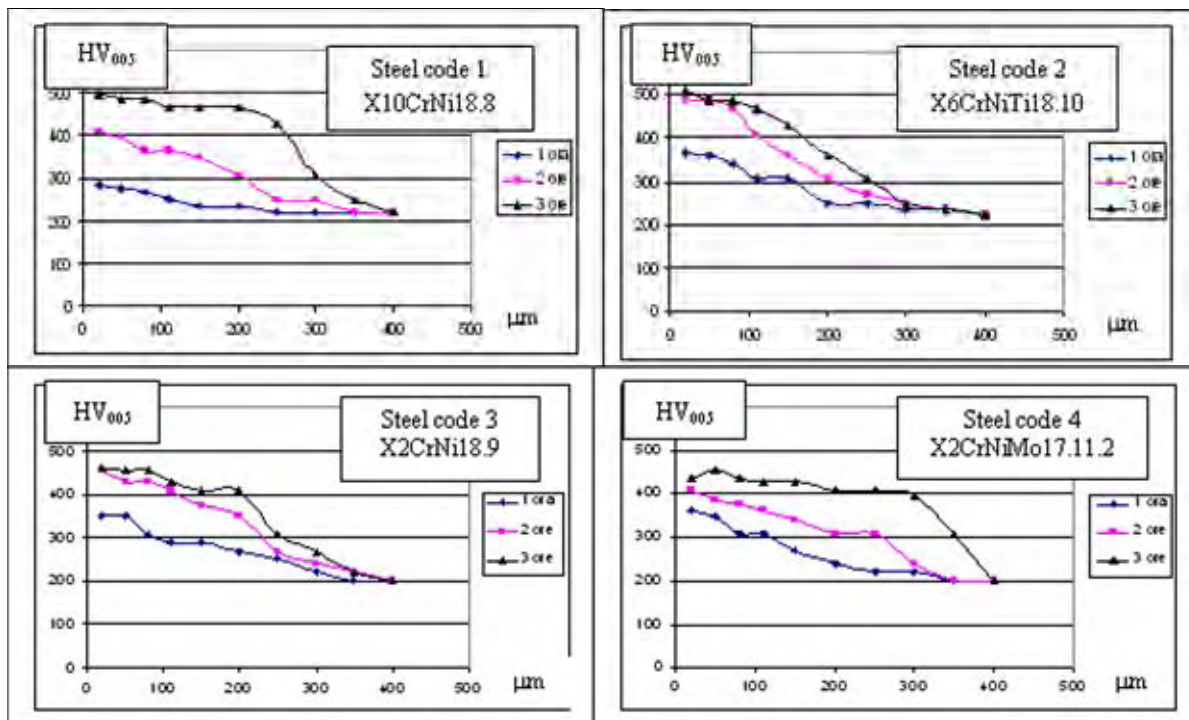 HV005
Steel code 1
X10CrNi18.8
500
400
300
200
100
0
0 100 200 300 400 500
μm
1 ora
2 ore
3 ore
HV005
Steel code 2
X6CrNiTi18.10
500
400
300
200
100
0
0 100 200 300 400 500
μm
1 ora
2 ore
3 ore
HV005
Steel code 3
X2CrNi18.9
500
400
300
200
100
0
0 100 200 300 400 500
μm
1 ora
2 ore
3 ore
HV005
Steel code 4
X2CrNiMo17.11.2
500
400
300
200
100
0
0 100 200 300 400 500
μm
1 ora
2 ore
3 ore